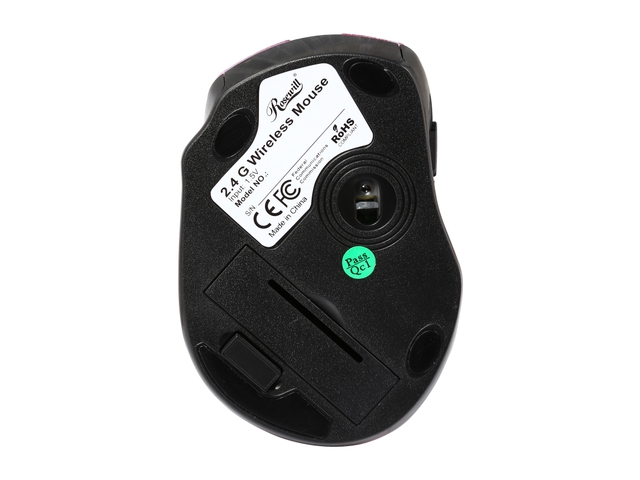 Rosewill
2.4 G Wireless Mouse
Input: 1.5V
Model NO.:
S/N
CE FC
Federal
Communications
Commission
RoHS
COMPLIANT
Made in China
Pass
Qc1